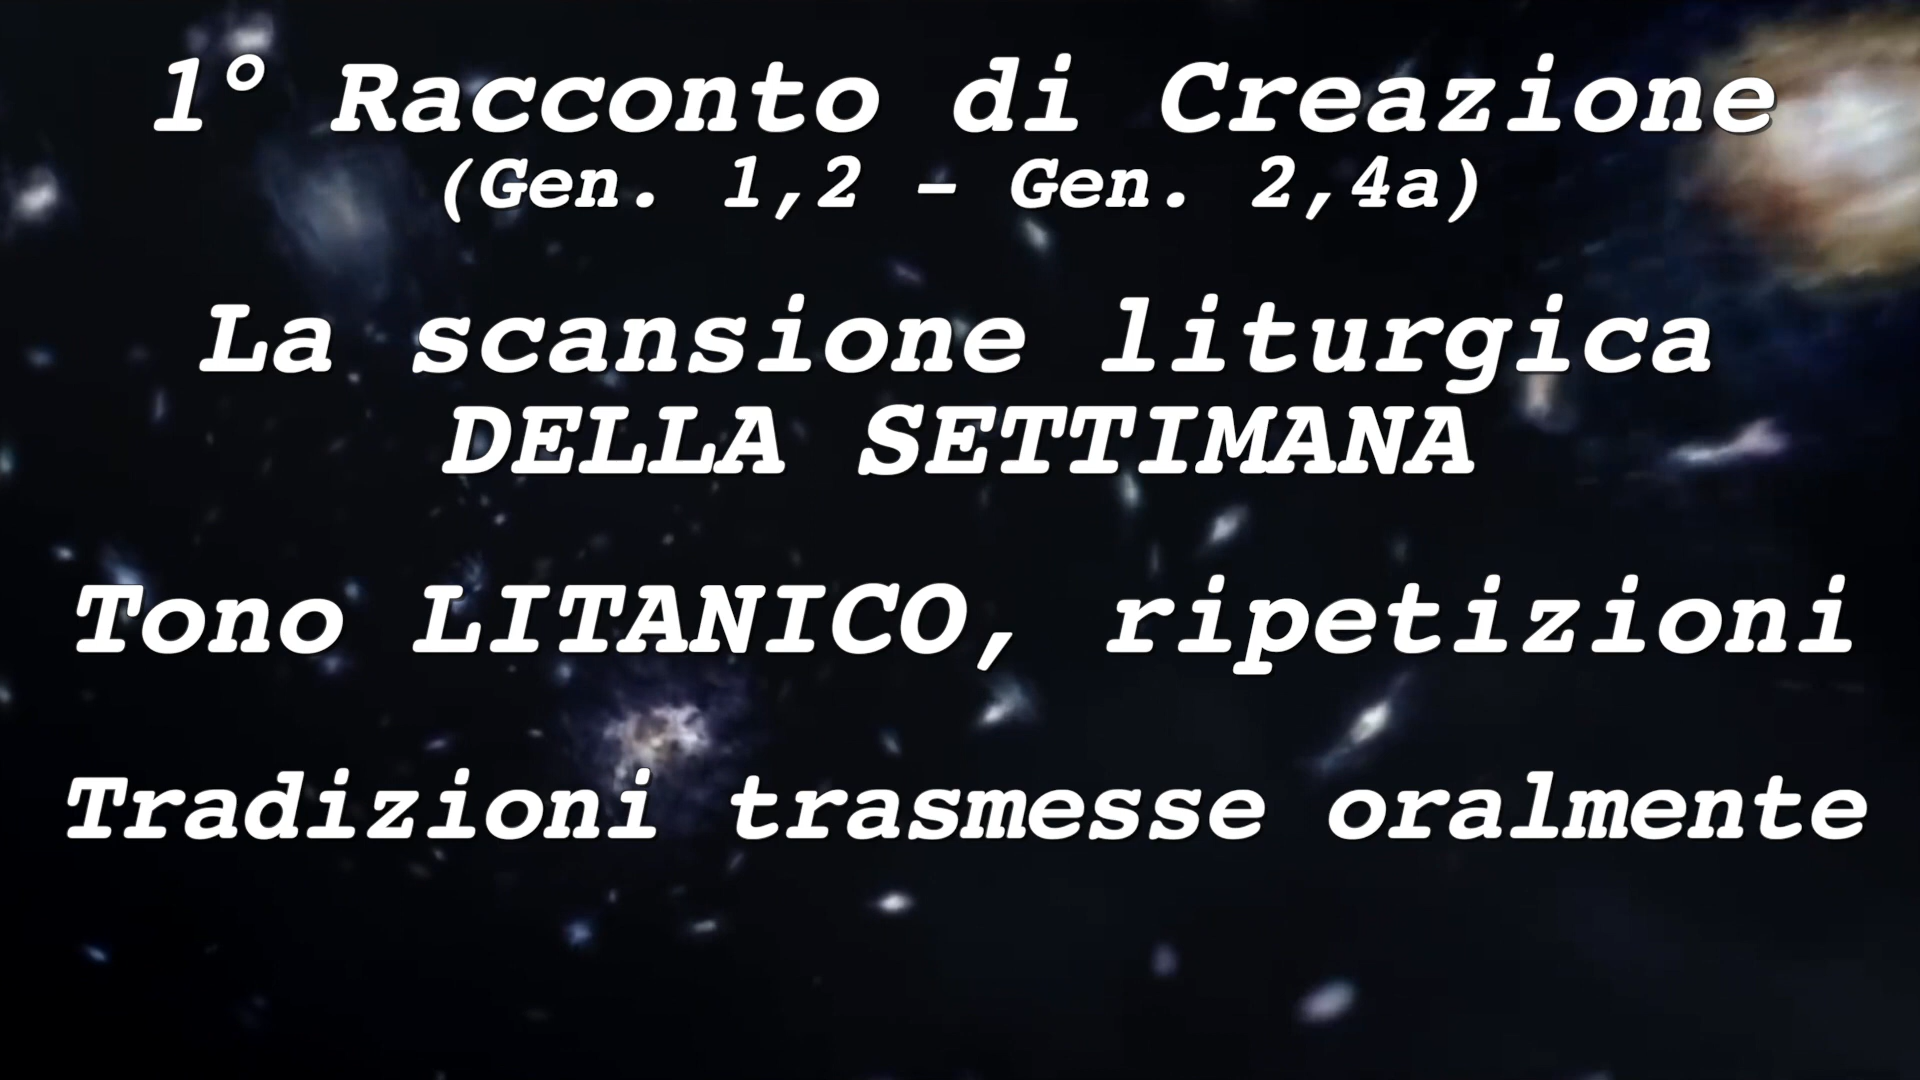 1° Racconto di Creazione
(Gen. 1,2 – Gen. 2,4a)
La scansione liturgica
DELLA SETTIMANA
Tono LITANICO, ripetizioni
Tradizioni trasmesse oralmente